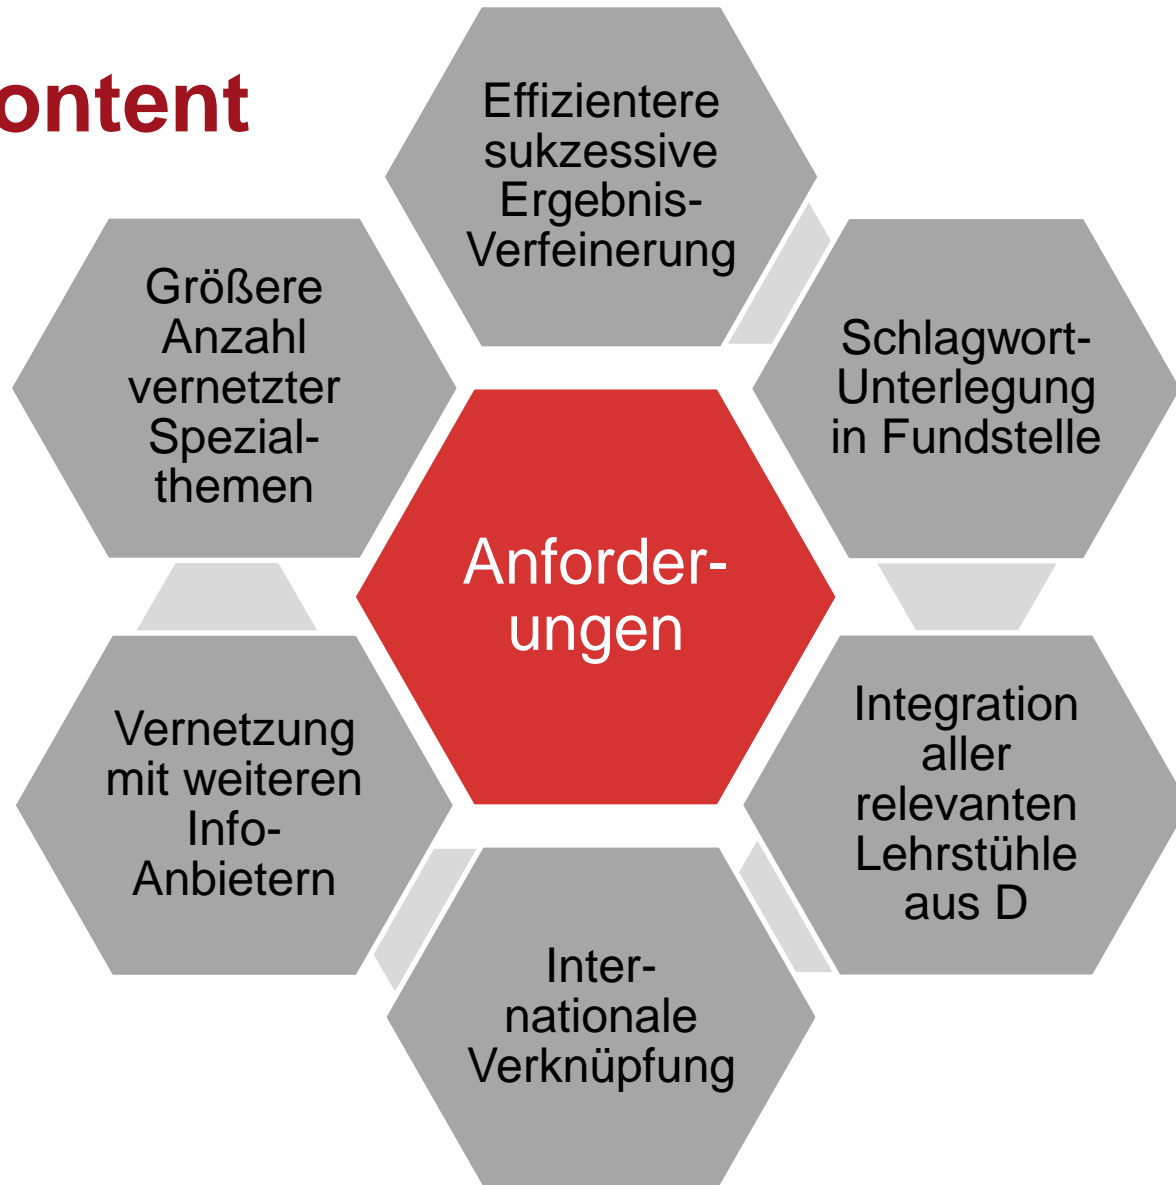 ontent
Effizientere
sukzessive
Ergebnis-
Verfeinerung
Größere
Anzahl
vernetzter
Spezial-
themen
Schlagwort-
Unterlegung
in Fundstelle
Anforder-
ungen
Vernetzung
mit weiteren
Info-
Anbietern
Integration
aller
relevanten
Lehrstühle
aus D
Inter-
nationale
Verknüpfung